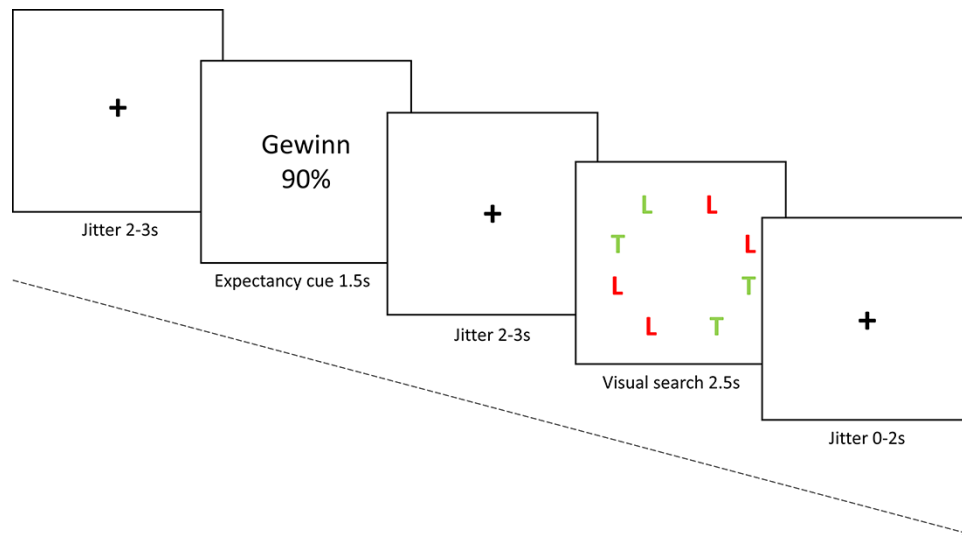 +
Jitter 2-3s
Gewinn
90%
Expectancy cue 1.5s
+
Jitter 2-3s
L L
T L
L T
L T
Visual search 2.5s
+
Jitter 0-2s